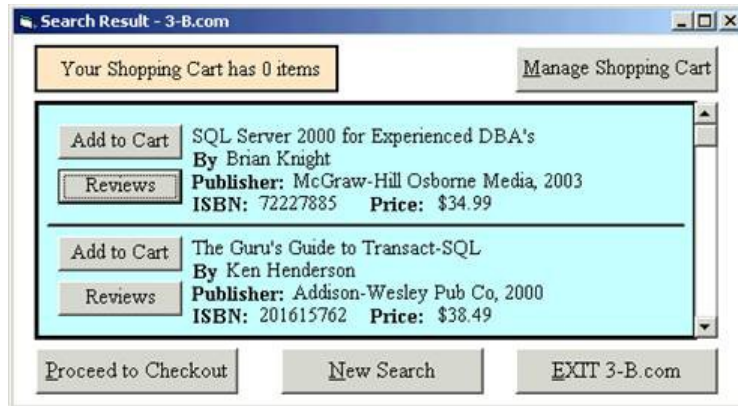 Search Result - 3-B.com
Your Shopping Cart has 0 items
Manage Shopping Cart
Add to Cart
SQL Server 2000 for Experienced DBA's
By Brian Knight
Reviews
Publisher: McGraw-Hill Osborne Media, 2003
ISBN: 72227885 Price: $34.99
Add to Cart
The Guru's Guide to Transact-SQL
By Ken Henderson
Reviews
Publisher: Addison-Wesley Pub Co, 2000
ISBN: 201615762 Price: $38.49
Proceed to Checkout
New Search
EXIT 3-B.com